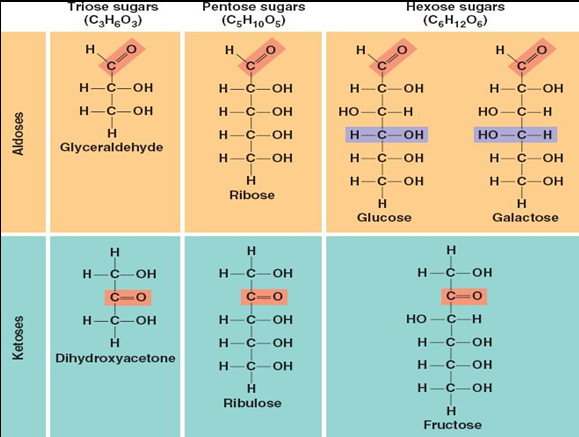 Triose sugars
(C₃H₆O₃)
Pentose sugars
(C₅H₁₀O₅)
Hexose sugars
(C₆H₁₂O₆)
Aldoses
H O
C
H—C—OH
H—C—OH
H
Glyceraldehyde
H O
C
H—C—OH
H—C—OH
H—C—OH
H—C—OH
H
Ribose
H O
C
H—C—OH
HO—C—H
H—C—OH
H—C—OH
H—C—OH
H
Glucose
H O
C
H—C—OH
HO—C—H
HO—C—H
H—C—OH
H—C—OH
H
Galactose
Ketoses
H
H—C—OH
C=O
H—C—OH
H
Dihydroxyacetone
H
H—C—OH
C=O
H—C—OH
H—C—OH
H—C—OH
H
Ribulose
H
H—C—OH
C=O
HO—C—H
H—C—OH
H—C—OH
H—C—OH
H
Fructose